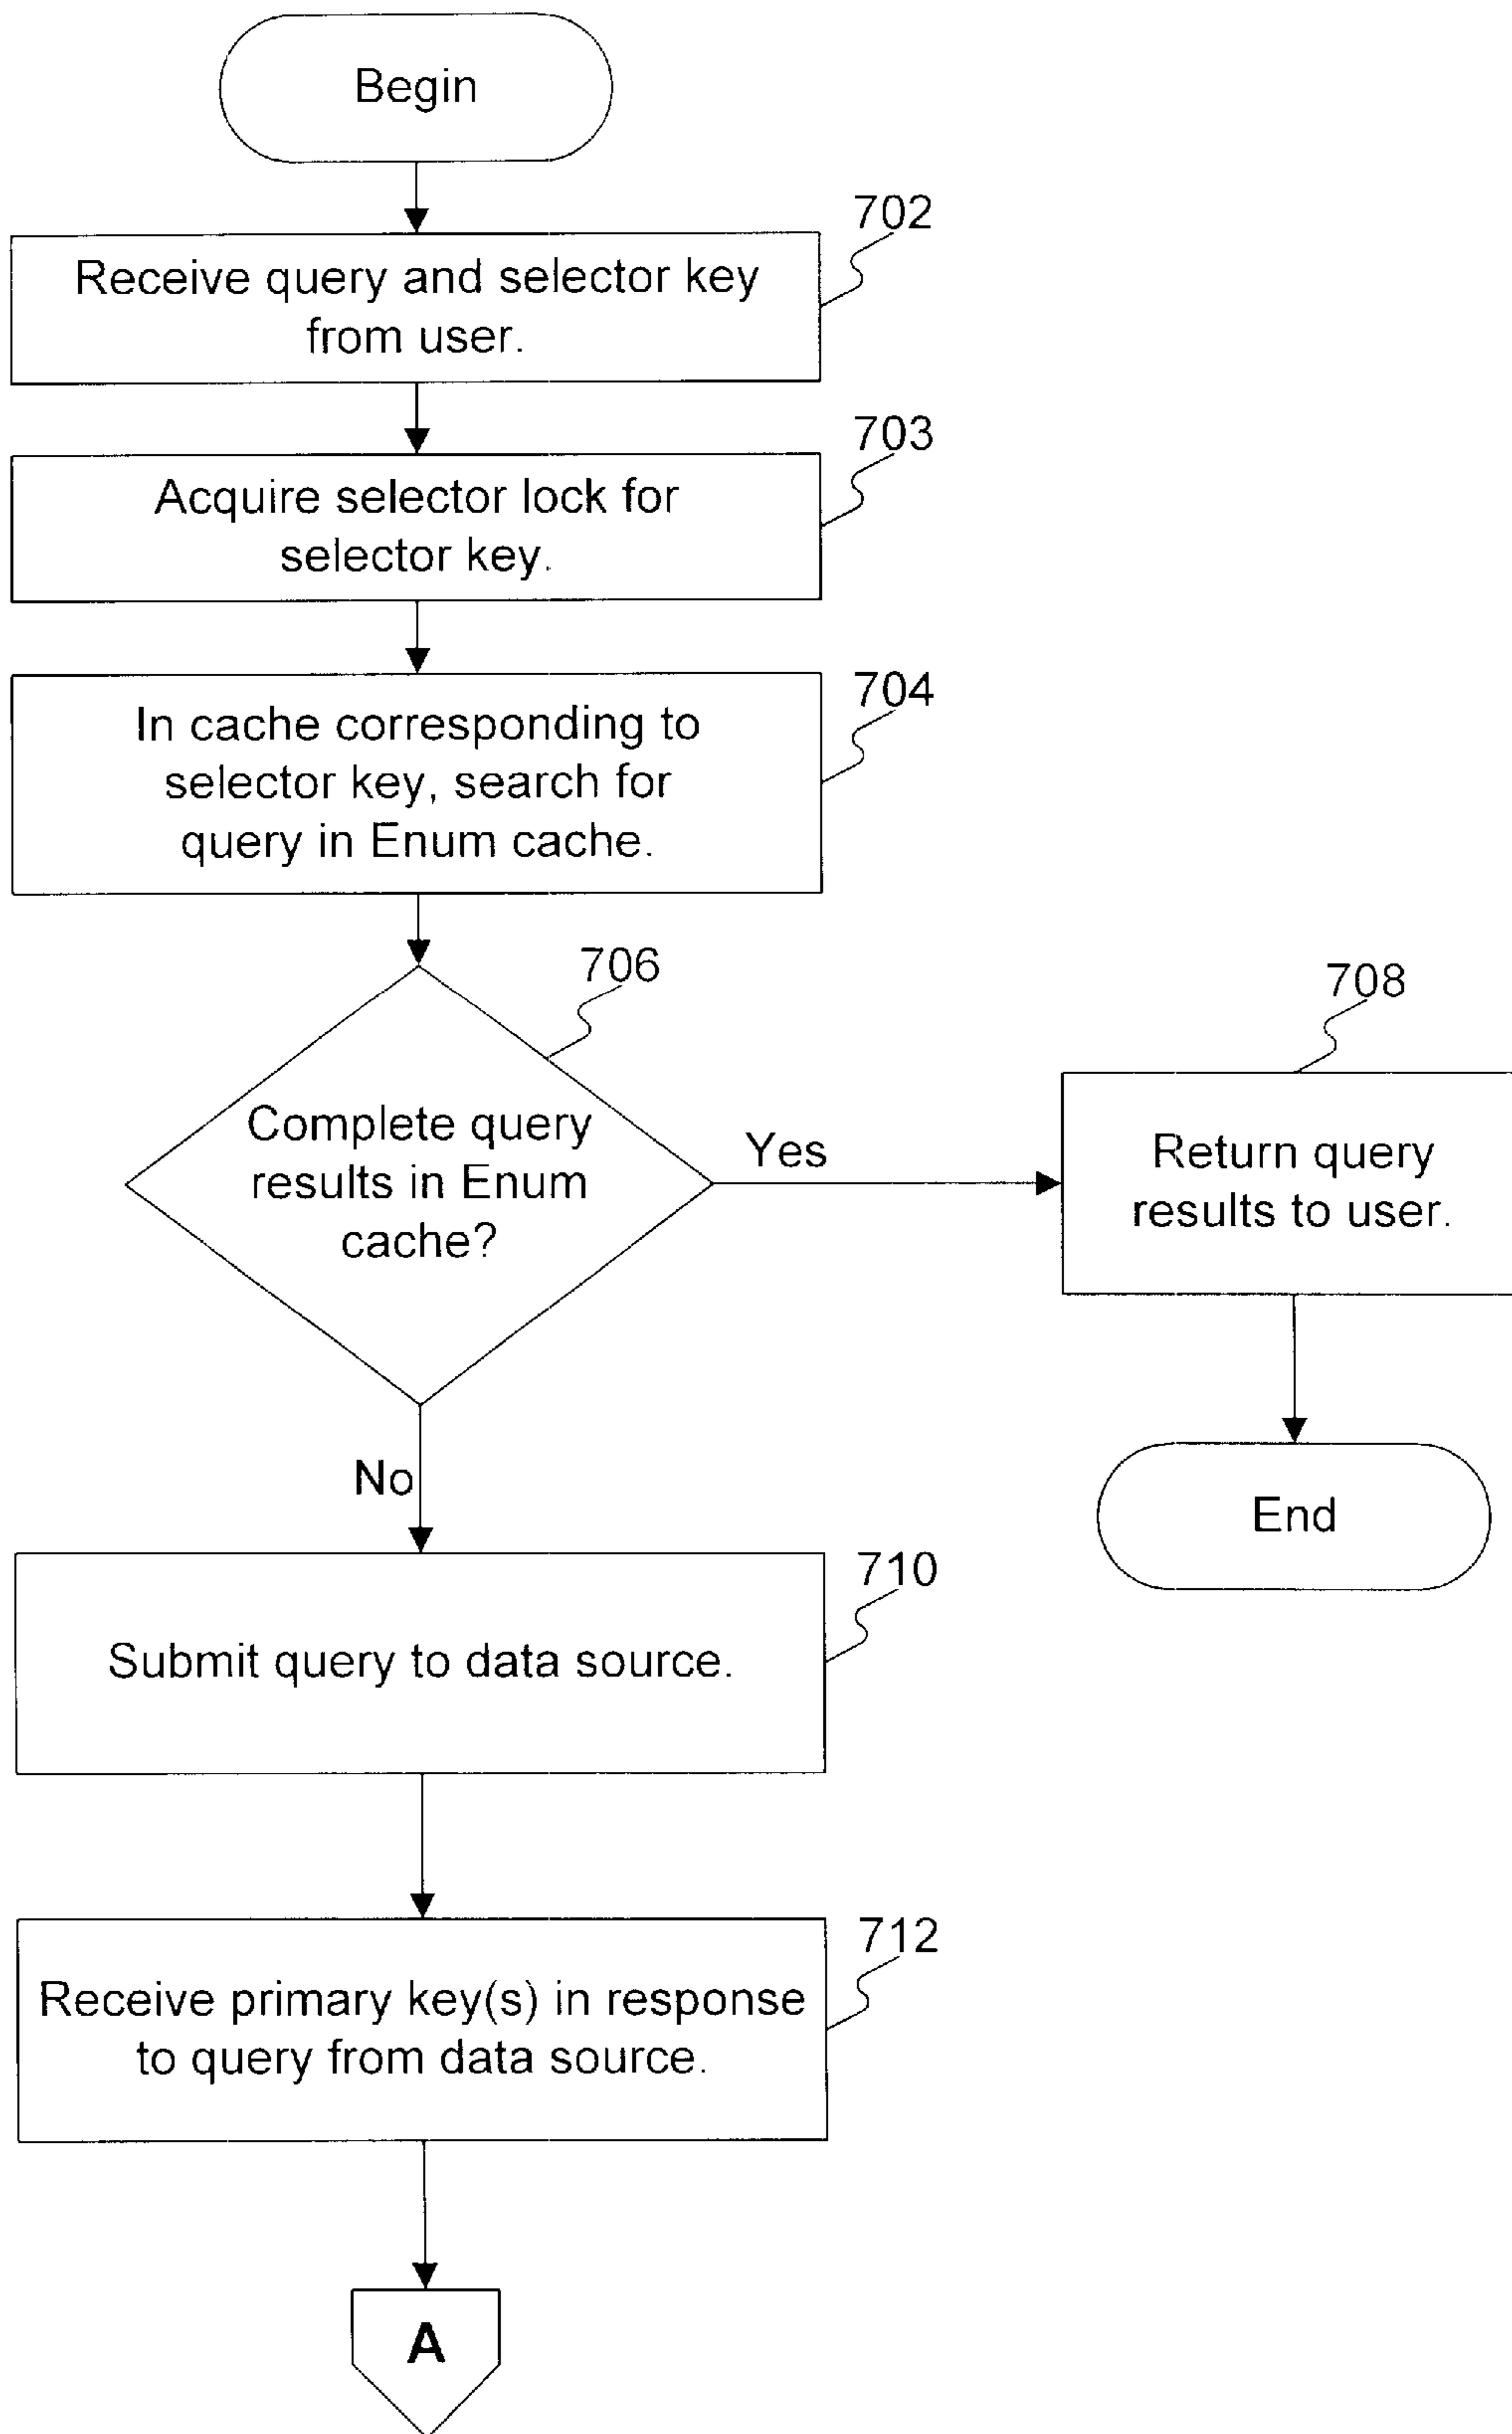 Begin
702
Receive query and selector key
from user.
703
Acquire selector lock for
selector key.
704
In cache corresponding to
selector key, search for
query in Enum cache.
706
Complete query
results in Enum
cache?
Yes
708
Return query
results to user.
End
No
710
Submit query to data source.
712
Receive primary key(s) in response
to query from data source.
A